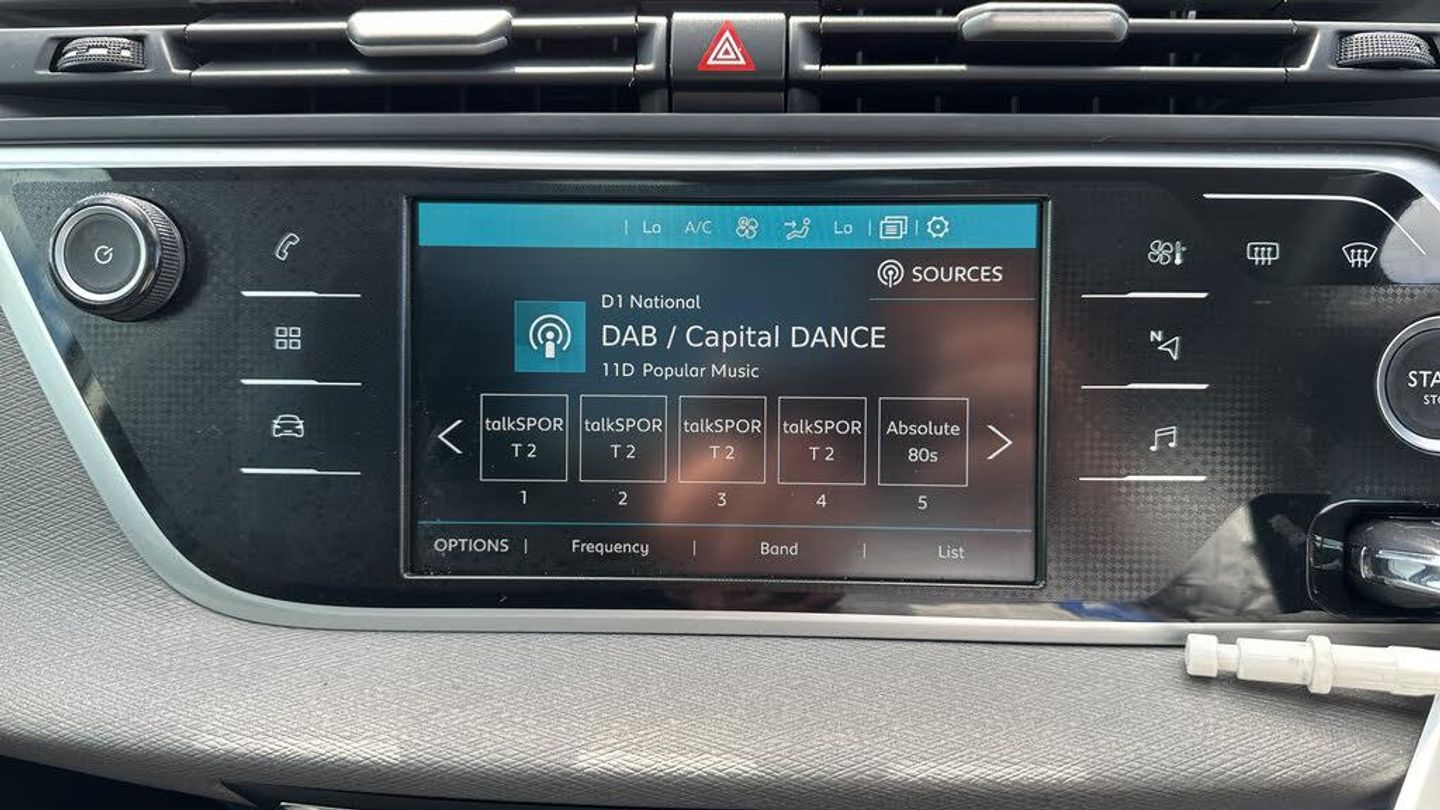 Lo A/C Lo
SOURCES
D1 National
DAB / Capital DANCE
11D Popular Music
talkSPOR
T 2
talkSPOR
T 2
talkSPOR
T 2
talkSPOR
T 2
Absolute
80s
1 2 3 4 5
OPTIONS | Frequency | Band | List
N
STA
STO